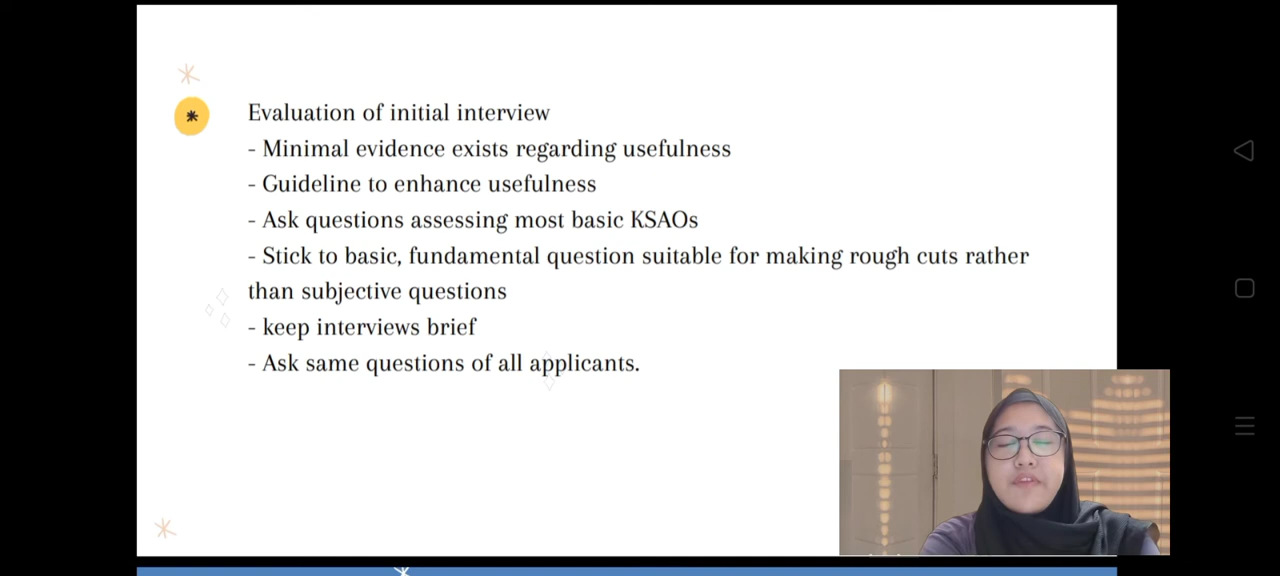 Evaluation of initial interview
- Minimal evidence exists regarding usefulness
- Guideline to enhance usefulness
- Ask questions assessing most basic KSAOs
- Stick to basic, fundamental question suitable for making rough cuts rather
than subjective questions
- keep interviews brief
- Ask same questions of all applicants.